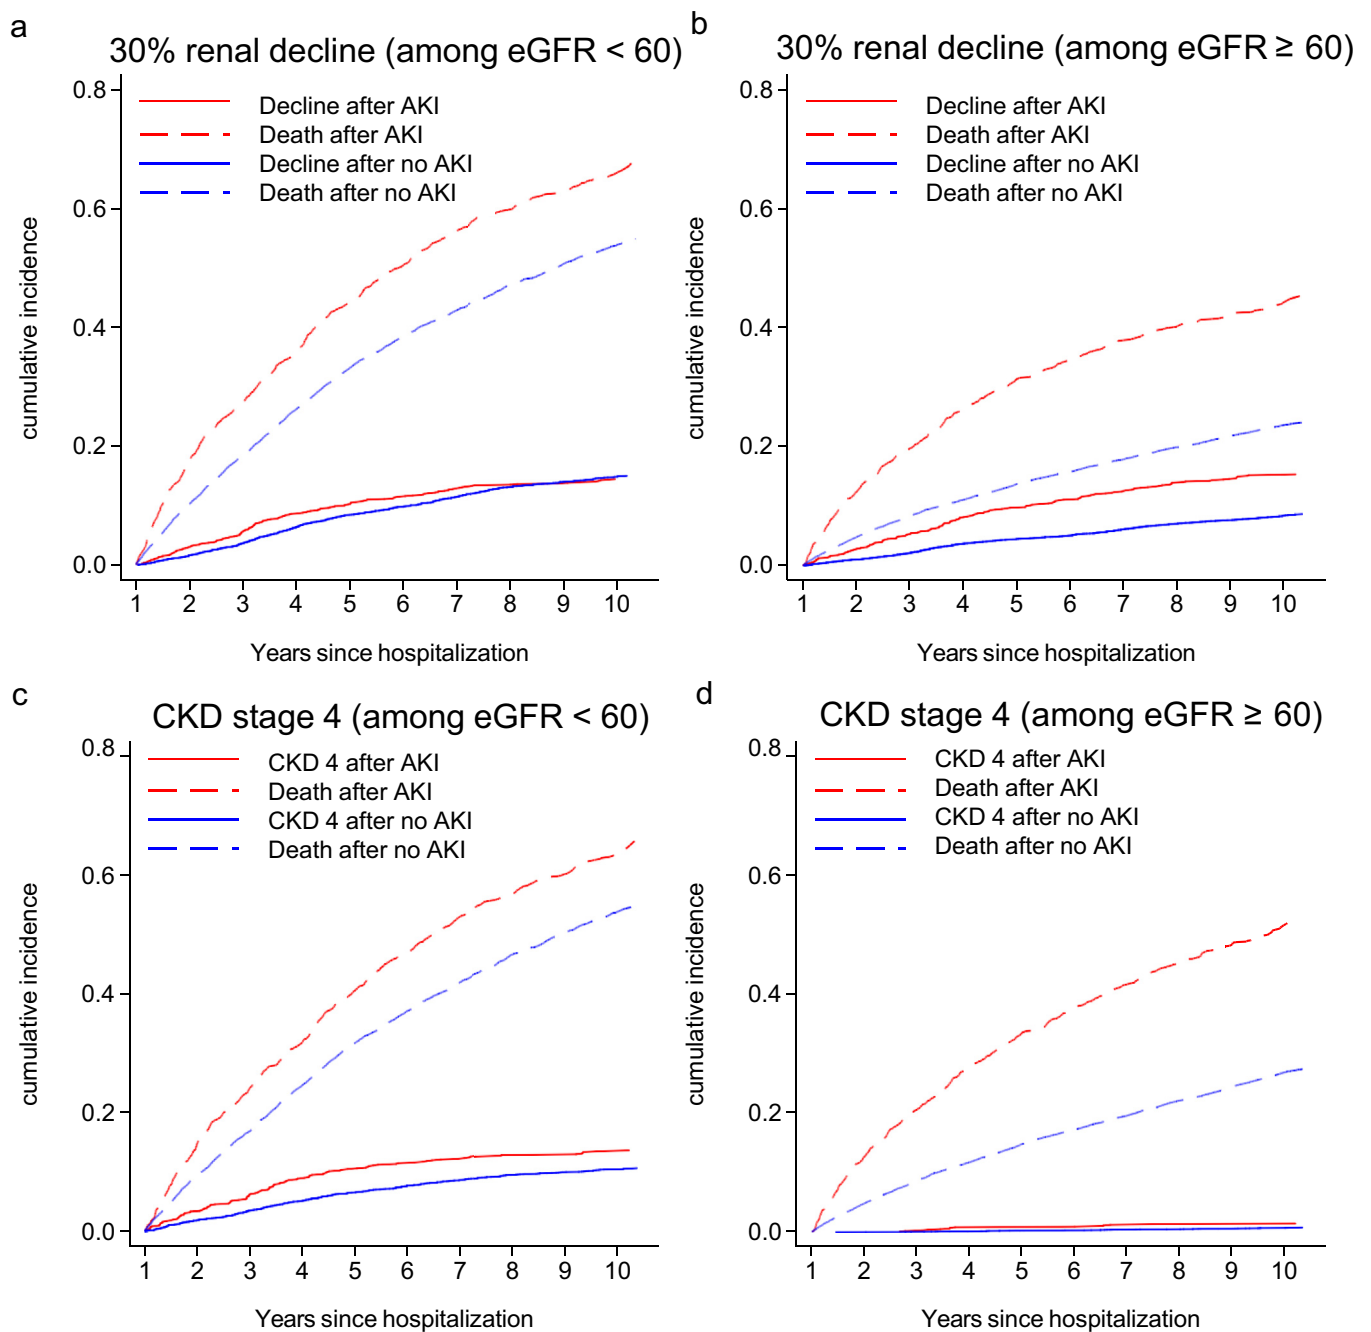 a
30% renal decline (among eGFR < 60)
0.8
0.6
0.4
0.2
0.0
cumulative incidence
Decline after AKI
Death after AKI
Decline after no AKI
Death after no AKI
1 2 3 4 5 6 7 8 9 10
Years since hospitalization
b
30% renal decline (among eGFR ≥ 60)
0.8
0.6
0.4
0.2
0.0
cumulative incidence
Decline after AKI
Death after AKI
Decline after no AKI
Death after no AKI
1 2 3 4 5 6 7 8 9 10
Years since hospitalization
c
CKD stage 4 (among eGFR < 60)
0.8
0.6
0.4
0.2
0.0
cumulative incidence
CKD 4 after AKI
Death after AKI
CKD 4 after no AKI
Death after no AKI
1 2 3 4 5 6 7 8 9 10
Years since hospitalization
d
CKD stage 4 (among eGFR ≥ 60)
0.8
0.6
0.4
0.2
0.0
cumulative incidence
CKD 4 after AKI
Death after AKI
CKD 4 after no AKI
Death after no AKI
1 2 3 4 5 6 7 8 9 10
Years since hospitalization